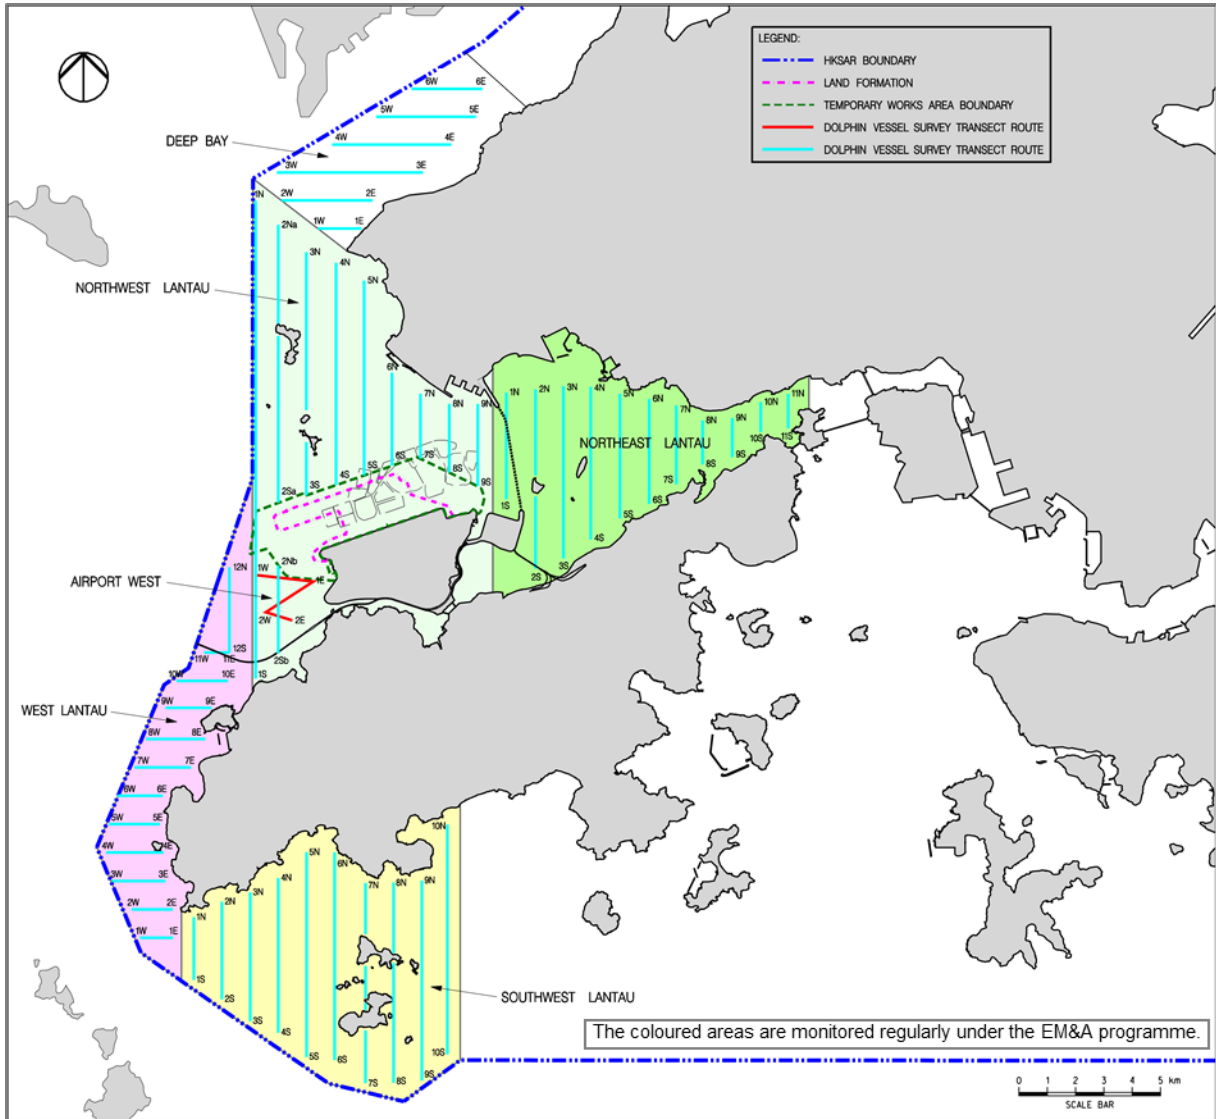 LEGEND:
HKSAR BOUNDARY
LAND FORMATION
TEMPORARY WORKS AREA BOUNDARY
DOLPHIN VESSEL SURVEY TRANSECT ROUTE
DOLPHIN VESSEL SURVEY TRANSECT ROUTE
6W 6E
5W 5E
DEEP BAY
4W 4E
3W 3E
1N 2W 2E
2Na 1W 1E
3N
4N
5N
NORTHWEST LANTAU
6N
7N
8N 9N
1N 2N 3N 4N 5N 6N 7N 8N 9N 10N 11N
NORTHEAST LANTAU
10S 11S
2Sa 3S 4S 5S 6S 7S 8S 9S
1S 2S 3S 4S 5S 6S 7S 8S 9S
12N 1W 2Nb 1E
AIRPORT WEST
2W 2E
12S
11W 11E 2Sb
10W 10E 1S
9W 9E
WEST LANTAU
8W 8E
7W 7E
6W 6E
5W 5E
4W 4E
3W 3E
2W 2E
1W 1E
1N 2N 3N 4N 5N 6N 7N 8N 9N 10N
1S 2S 3S 4S 5S 6S 7S 8S 9S 10S
SOUTHWEST LANTAU
The coloured areas are monitored regularly under the EM&A programme.
0 1 2 3 4 5 km
SCALE BAR